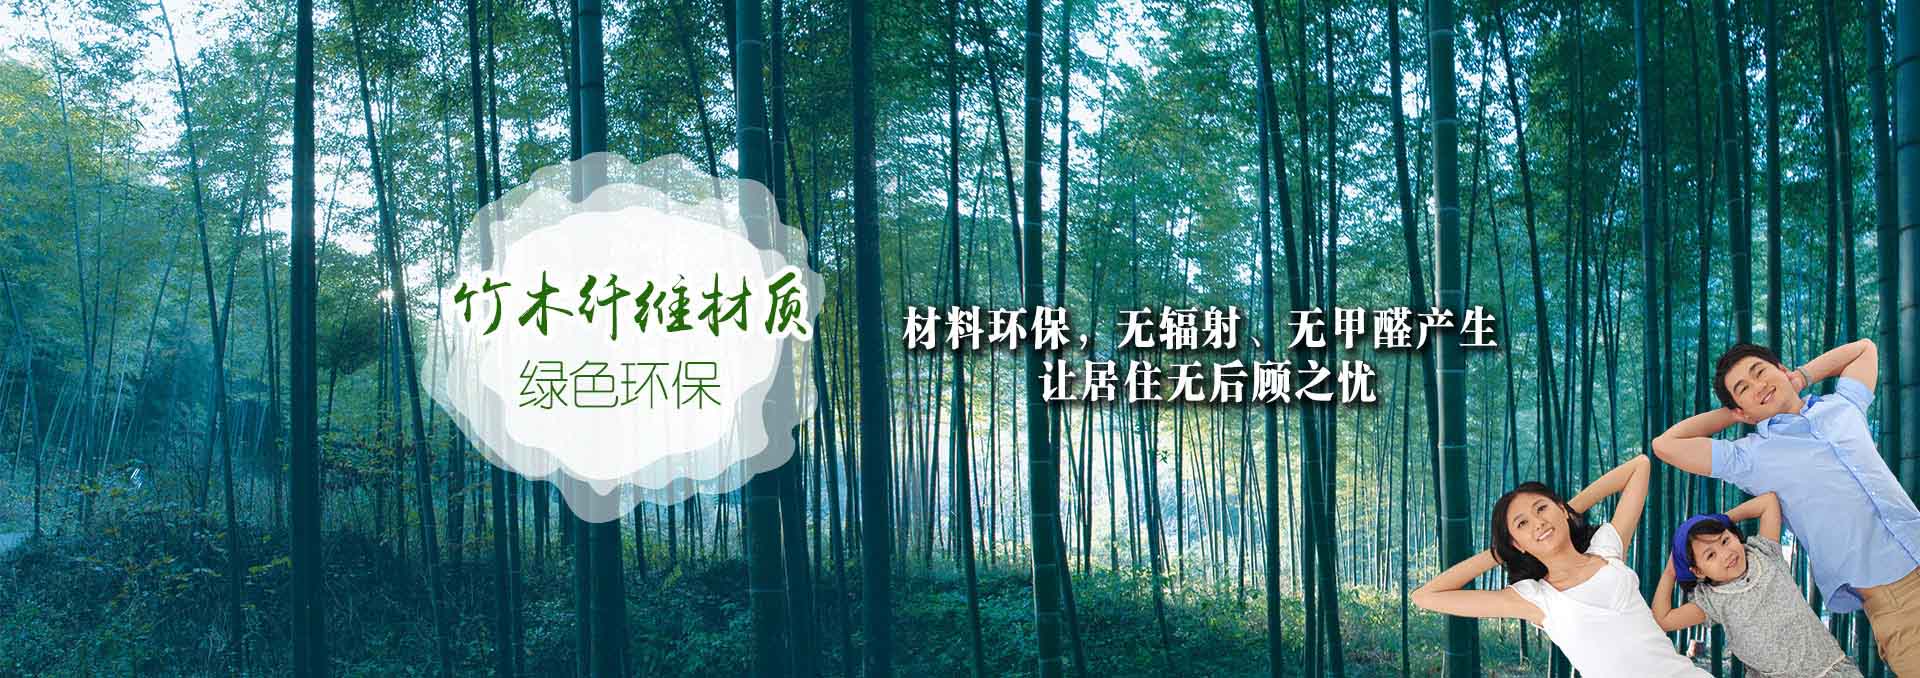 竹木纤维材质
绿色环保
材料环保，无辐射、无甲醛产生
让居住无后顾之忧